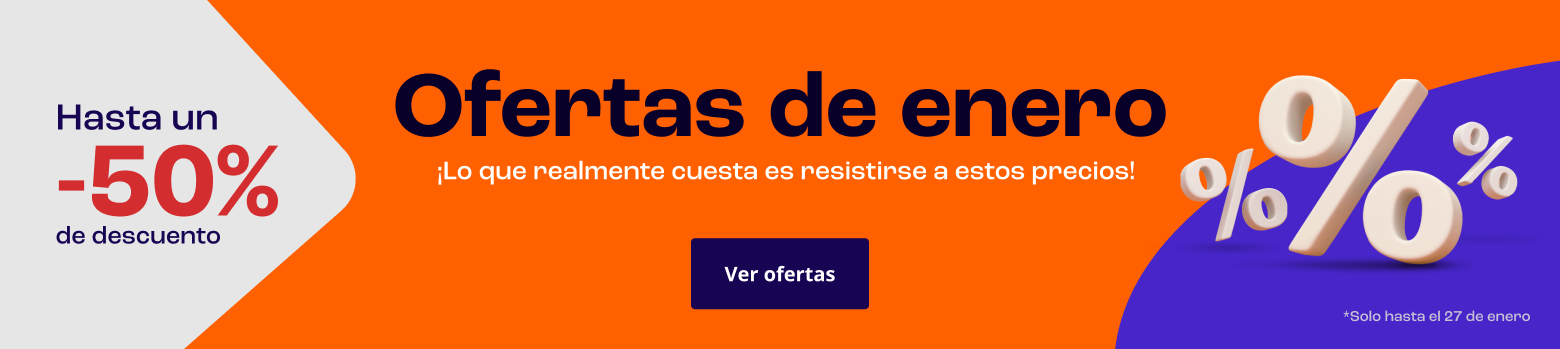 Hasta un
-50%
de descuento
Ofertas de enero
¡Lo que realmente cuesta es resistirse a estos precios!
Ver ofertas
% % %
*Solo hasta el 27 de enero